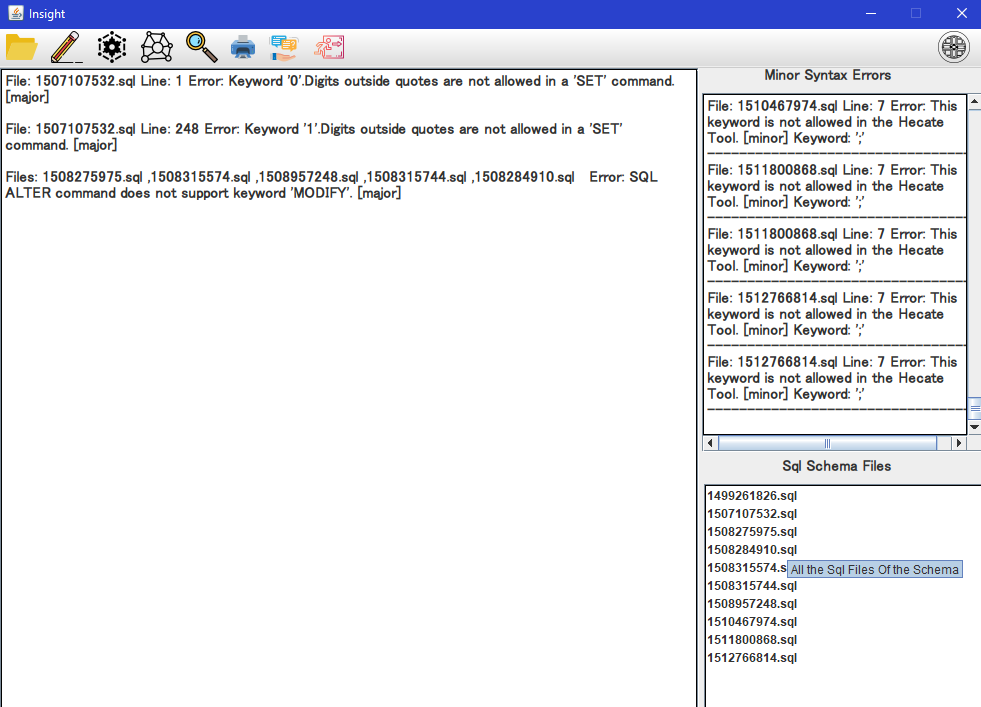 Insight
File: 1507107532.sql Line: 1 Error: Keyword '0'.Digits outside quotes are not allowed in a 'SET' command.
[major]
File: 1507107532.sql Line: 248 Error: Keyword '1'.Digits outside quotes are not allowed in a 'SET'
command. [major]
Files: 1508275975.sql ,1508315574.sql ,1508957248.sql ,1508315744.sql ,1508284910.sql    Error: SQL
ALTER command does not support keyword 'MODIFY'. [major]
Minor Syntax Errors
File: 1510467974.sql Line: 7 Error: This
keyword is not allowed in the Hecate
Tool. [minor] Keyword: ';'
File: 1511800868.sql Line: 7 Error: This
keyword is not allowed in the Hecate
Tool. [minor] Keyword: ';'
File: 1511800868.sql Line: 7 Error: This
keyword is not allowed in the Hecate
Tool. [minor] Keyword: ';'
File: 1512766814.sql Line: 7 Error: This
keyword is not allowed in the Hecate
Tool. [minor] Keyword: ';'
File: 1512766814.sql Line: 7 Error: This
keyword is not allowed in the Hecate
Tool. [minor] Keyword: ';'
Sql Schema Files
1499261826.sql
1507107532.sql
1508275975.sql
1508284910.sql
1508315574.s All the Sql Files Of the Schema
1508315744.sql
1508957248.sql
1510467974.sql
1511800868.sql
1512766814.sql